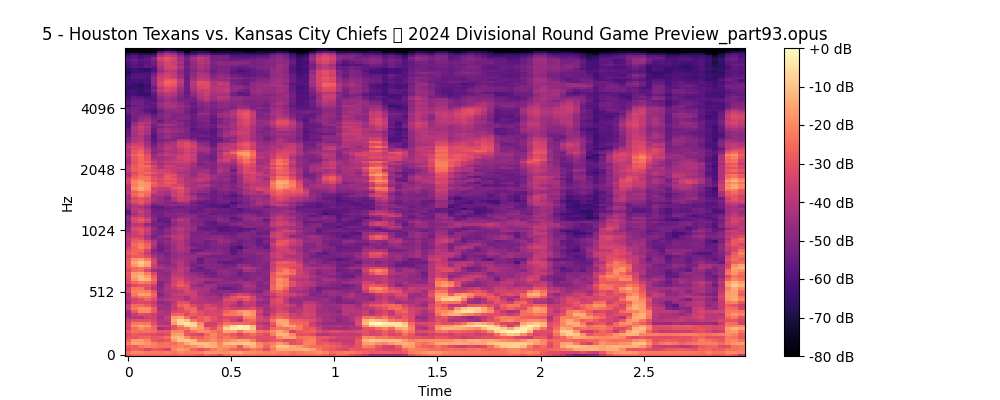 5 - Houston Texans vs. Kansas City Chiefs ▯ 2024 Divisional Round Game Preview_part93.opus
Hz
4096
2048
1024
512
0
0
0.5
1
1.5
2
2.5
Time
+0 dB
-10 dB
-20 dB
-30 dB
-40 dB
-50 dB
-60 dB
-70 dB
-80 dB